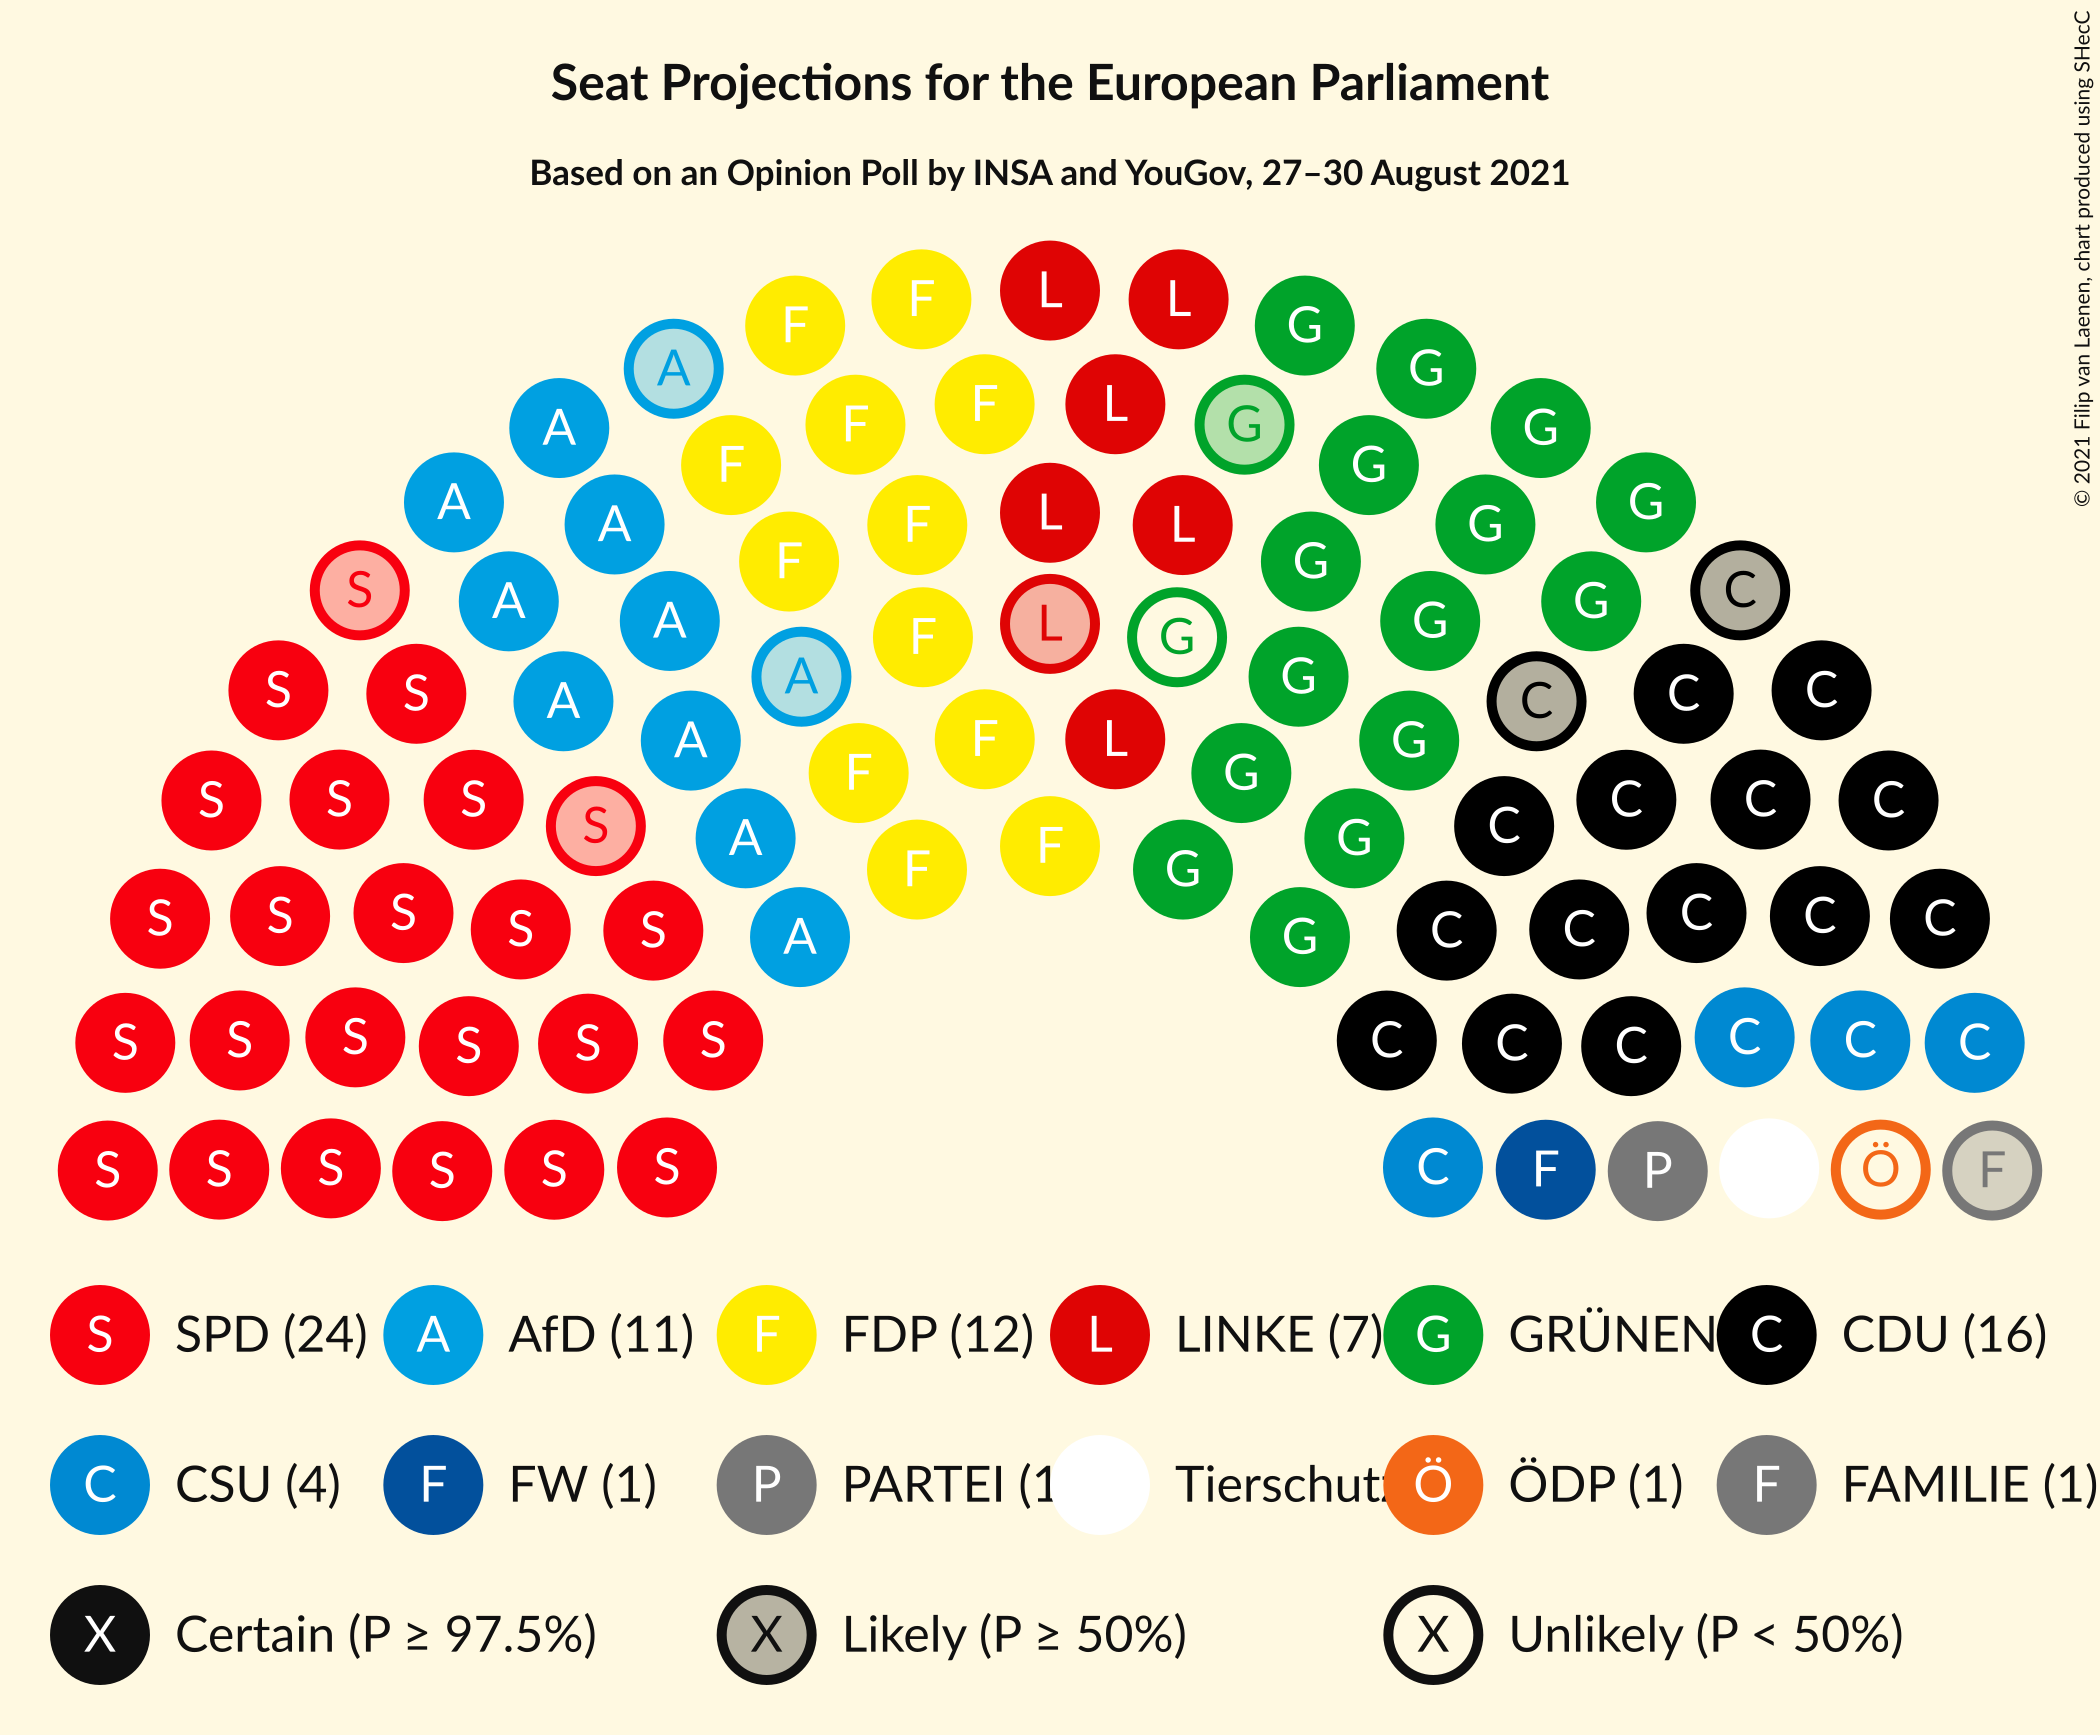 Seat Projections for the European Parliament
Based on an Opinion Poll by INSA and YouGov, 27–30 August 2021
© 2021 Filip van Laenen, chart produced using SHecC
F F L L G
A F F L G G
A F F L L G G
A A F F L G G G G
S A A A F G G G C C
S S A A A F F L G G C C C
S S S S A F F G G C C C C
S S S S S A G C C C C C
S S S S S S C C C C C C
S S S S S S C F P Ö F
S SPD (24) A AfD (11) F FDP (12) L LINKE (7) G GRÜNEN C CDU (16)
C CSU (4) F FW (1) P PARTEI (1 Tierschutz Ö ÖDP (1) F FAMILIE (1)
X Certain (P ≥ 97.5%) X Likely (P ≥ 50%) X Unlikely (P < 50%)